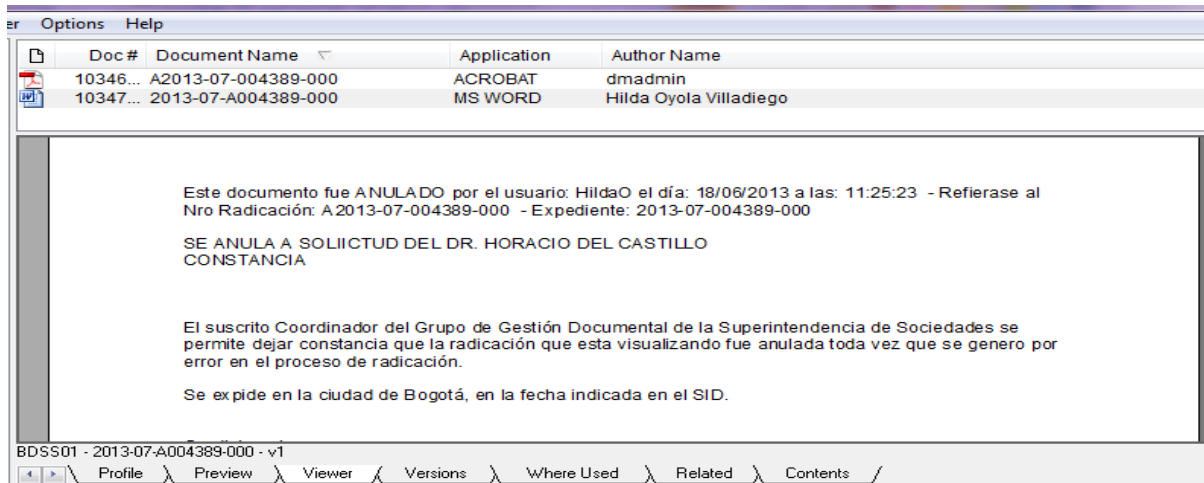 er Options Help
Doc # Document Name Application Author Name
10346... A2013-07-004389-000 ACROBAT dmadmin
10347... 2013-07-A004389-000 MS WORD Hilda Oyola Villadiego
Este documento fue ANULADO por el usuario: HildaO el día: 18/06/2013 a las: 11:25:23 - Refierase al
Nro Radicación: A2013-07-004389-000 - Expediente: 2013-07-004389-000
SE ANULA A SOLIICTUD DEL DR. HORACIO DEL CASTILLO
CONSTANCIA
El suscrito Coordinador del Grupo de Gestión Documental de la Superintendencia de Sociedades se
permite dejar constancia que la radicación que esta visualizando fue anulada toda vez que se genero por
error en el proceso de radicación.
Se expide en la ciudad de Bogotá, en la fecha indicada en el SID.
BDSS01 - 2013-07-A004389-000 - v1
Profile Preview Viewer Versions Where Used Related Contents